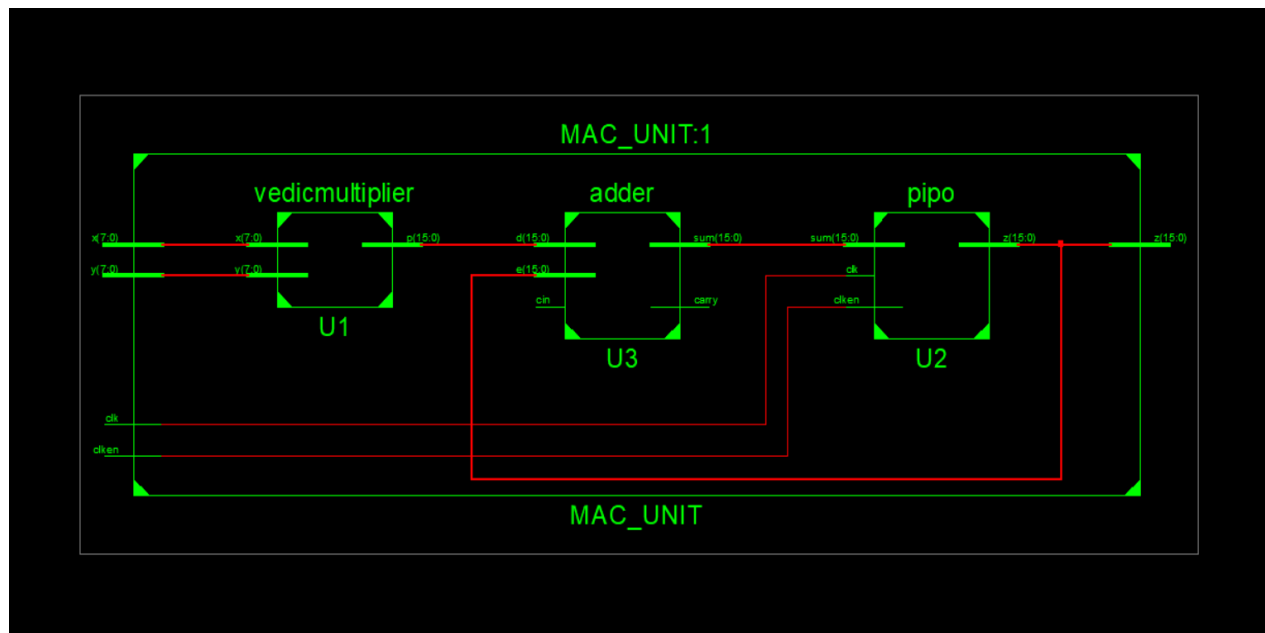 MAC_UNIT:1
vedicmultiplier adder pipo
x(7:0) x(7:0) p(15:0) d(15:0) sum(15:0) sum(15:0) z(15:0) z(15:0)
y(7:0) y(7:0) e(15:0) clk
cin carry clken
U1
U3 U2
clk
clken
MAC_UNIT